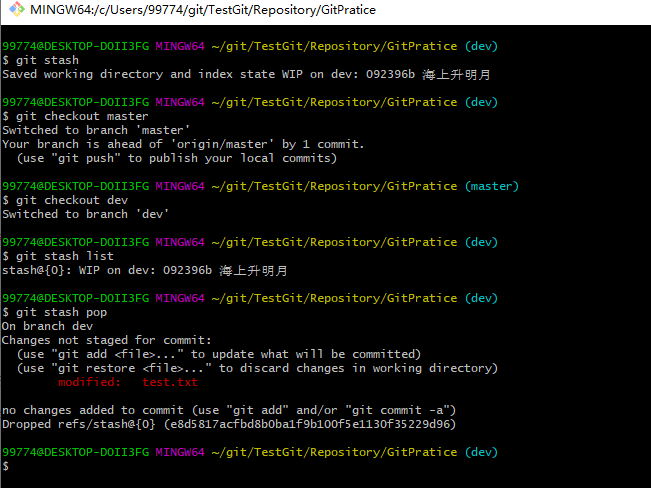 MINGW64:/c/Users/99774/git/TestGit/Repository/GitPratice
99774@DESKTOP-DOII3FG MINGW64 ~/git/TestGit/Repository/GitPratice (dev)
$ git stash
Saved working directory and index state WIP on dev: 092396b 海上升明月
99774@DESKTOP-DOII3FG MINGW64 ~/git/TestGit/Repository/GitPratice (dev)
$ git checkout master
Switched to branch 'master'
Your branch is ahead of 'origin/master' by 1 commit.
  (use "git push" to publish your local commits)
99774@DESKTOP-DOII3FG MINGW64 ~/git/TestGit/Repository/GitPratice (master)
$ git checkout dev
Switched to branch 'dev'
99774@DESKTOP-DOII3FG MINGW64 ~/git/TestGit/Repository/GitPratice (dev)
$ git stash list
stash@{0}: WIP on dev: 092396b 海上升明月
99774@DESKTOP-DOII3FG MINGW64 ~/git/TestGit/Repository/GitPratice (dev)
$ git stash pop
On branch dev
Changes not staged for commit:
  (use "git add <file>..." to update what will be committed)
  (use "git restore <file>..." to discard changes in working directory)
        modified:   test.txt
no changes added to commit (use "git add" and/or "git commit -a")
Dropped refs/stash@{0} (e8d5817acfbd8b0ba1f9b100f5e1130f35229d96)
99774@DESKTOP-DOII3FG MINGW64 ~/git/TestGit/Repository/GitPratice (dev)
$